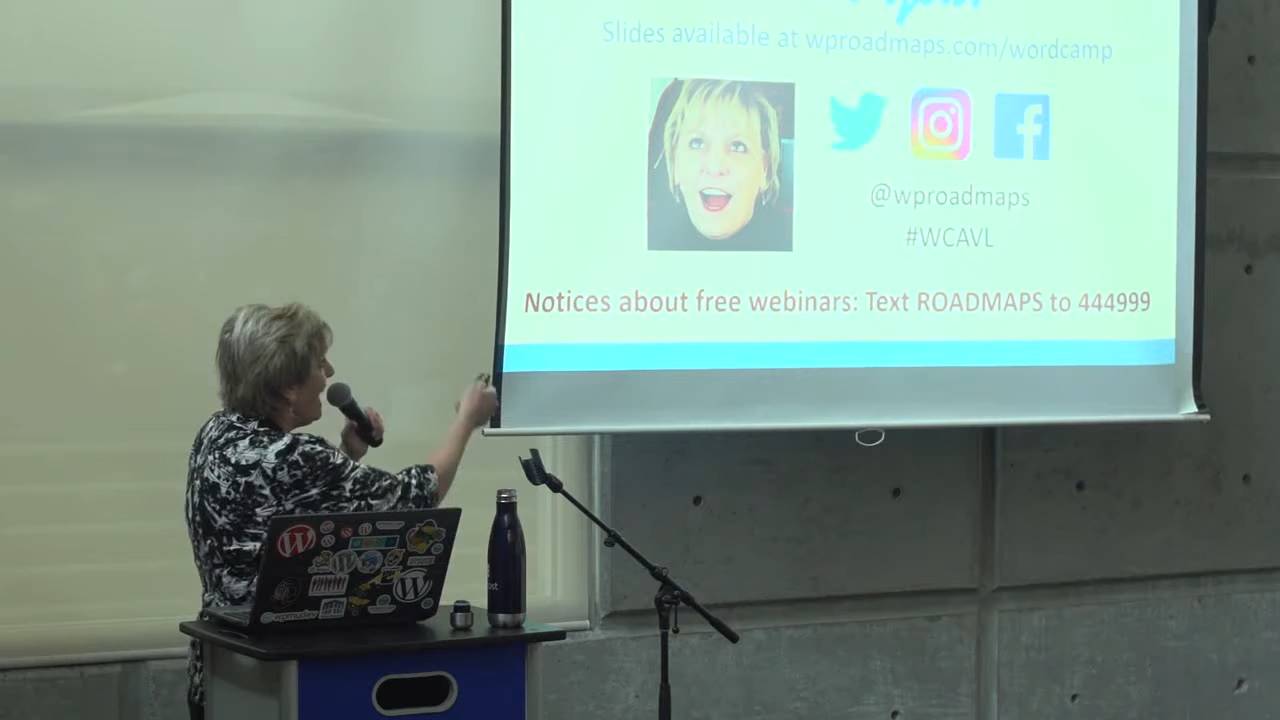 Slides available at wproadmaps.com/wordcamp
@wproadmaps
#WCAVL
Notices about free webinars: Text ROADMAPS to 444999